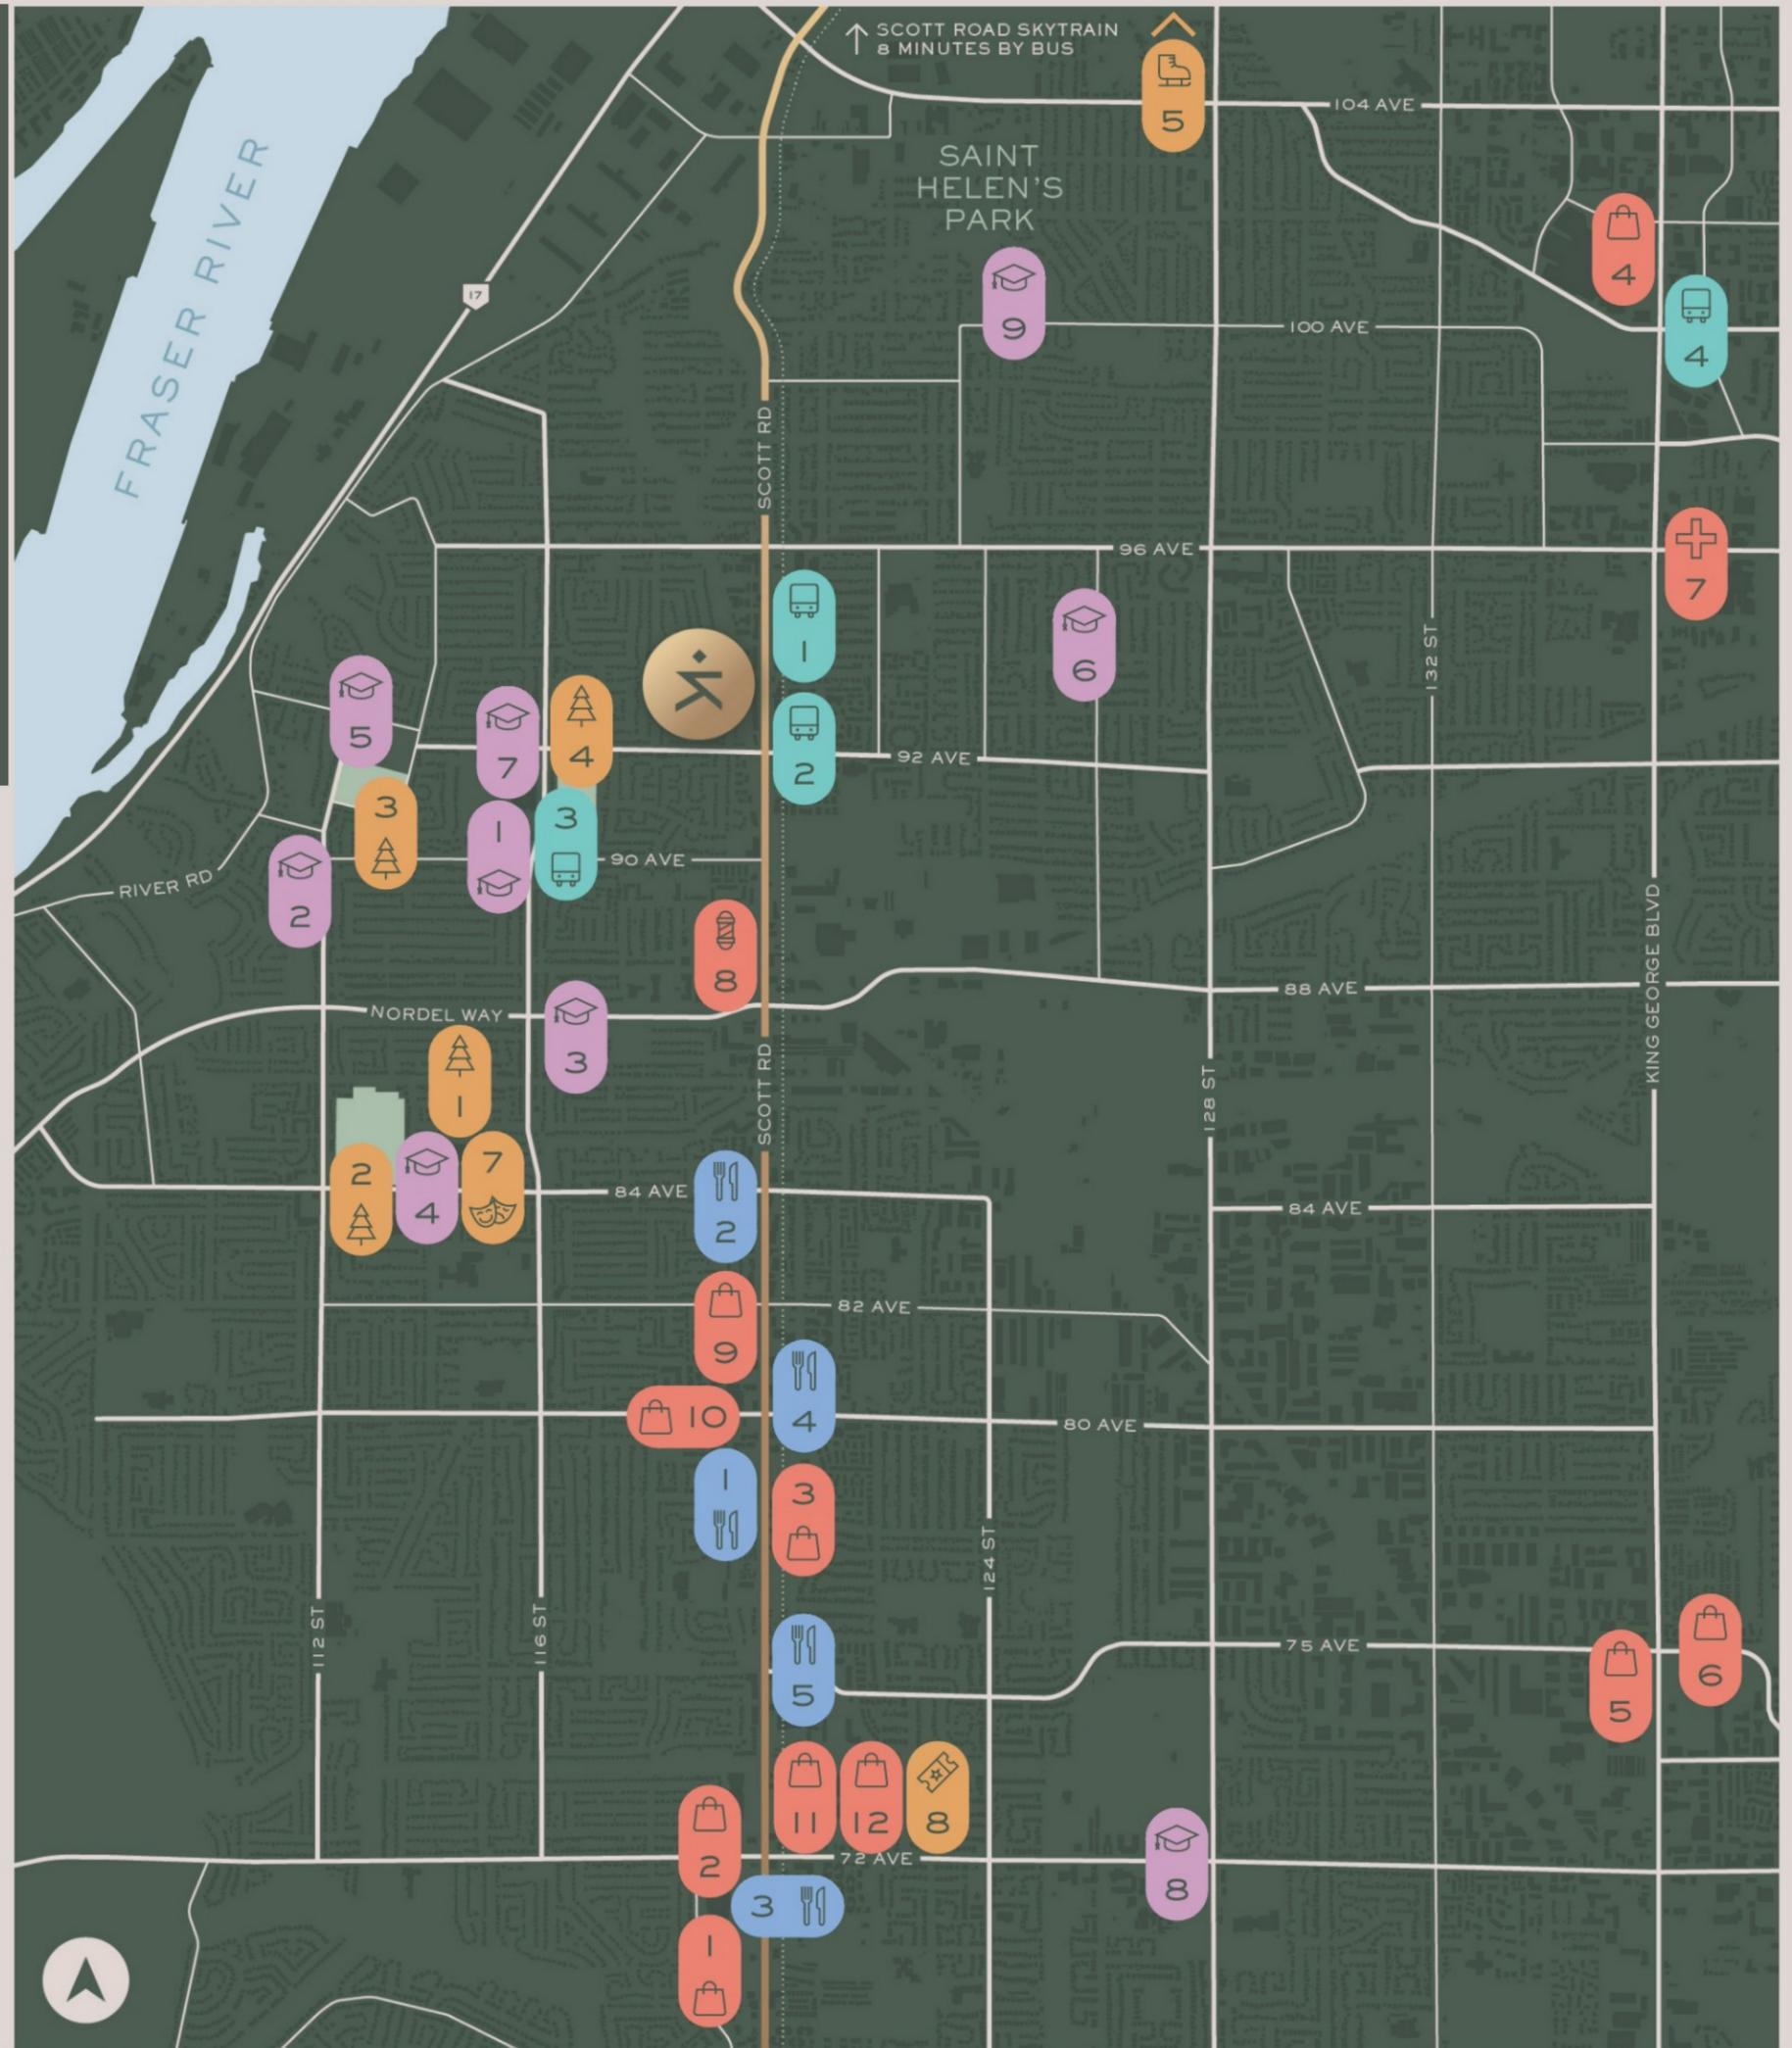 ↑ SCOTT ROAD SKYTRAIN
8 MINUTES BY BUS
5
104 AVE
SAINT
HELEN'S
PARK
FRASER RIVER
4
17
9
100 AVE
4
SCOTT RD
96 AVE
7
1
6
132 ST
5
7
4
2
92 AVE
3
1
3
90 AVE
RIVER RD
2
8
KING GEORGE BLVD
88 AVE
NORDEL WAY
3
SCOTT RD
128 ST
1
2
4
7
84 AVE
2
84 AVE
9
82 AVE
10
4
80 AVE
1
3
124 ST
112 ST
116 ST
5
75 AVE
5
6
11
12
8
2
72 AVE
8
3
1